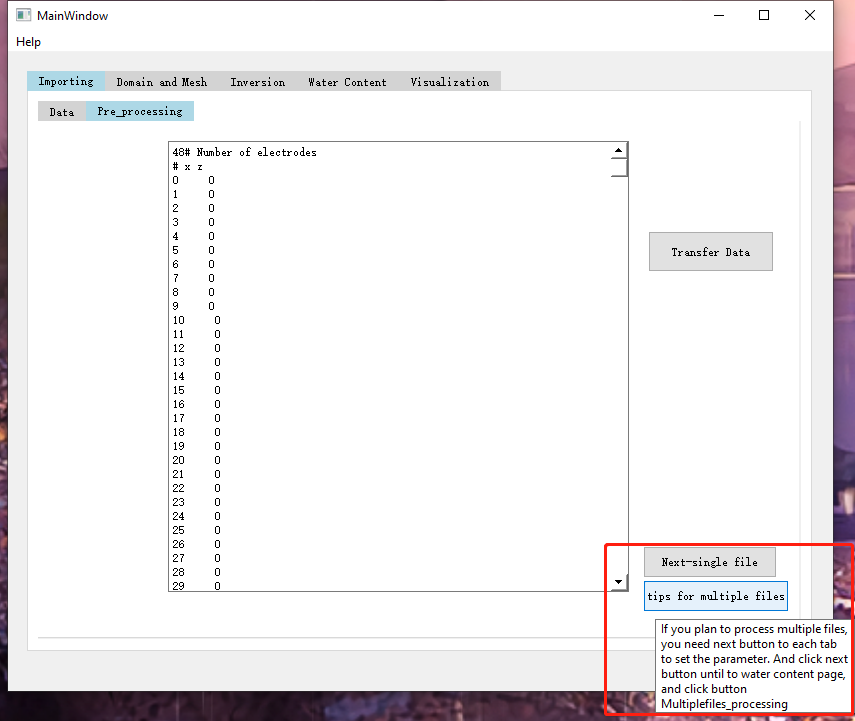 MainWindow
Help
Importing Domain and Mesh Inversion Water Content Visualization
Data Pre_processing
48# Number of electrodes
# x z
0 0
1 0
2 0
3 0
4 0
5 0
6 0
7 0
8 0
9 0
10 0
11 0
12 0
13 0
14 0
15 0
16 0
17 0
18 0
19 0
20 0
21 0
22 0
23 0
24 0
25 0
26 0
27 0
28 0
29 0
Transfer Data
Next-single file
tips for multiple files
If you plan to process multiple files,
you need next button to each tab
to set the parameter. And click next
button until to water content page,
and click button
Multiplefiles_processing